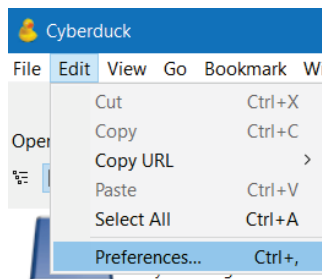 Cyberduck
File Edit View Go Bookmark
Cut Ctrl+X
Copy Ctrl+C
Copy URL >
Paste Ctrl+V
Select All Ctrl+A
Preferences... Ctrl+,